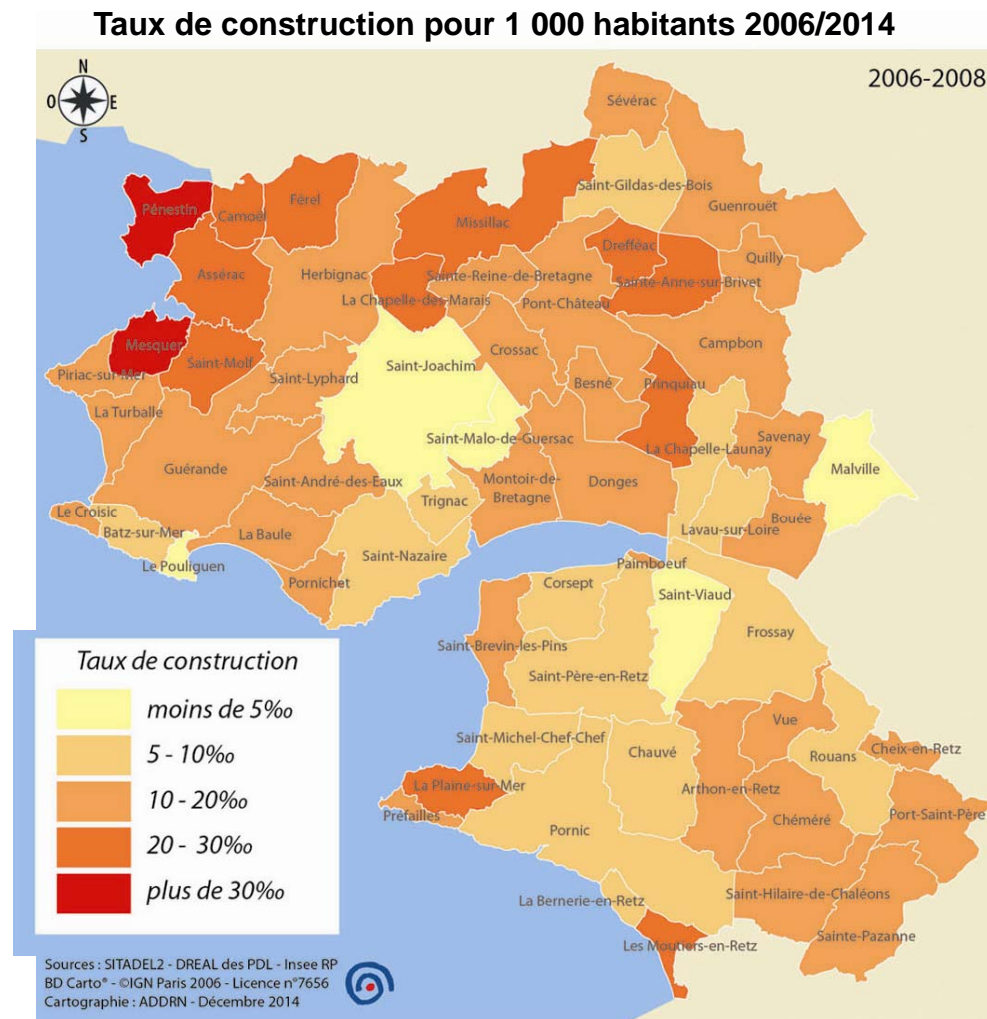 Taux de construction pour 1 000 habitants 2006/2014
2006-2008
N
O
E
S
Sévérac
Saint-Gildas-des-Bois
Guenrouët
Pénestin
Camoël
Férel
Missillac
Drefféac
Quilly
Assérac
Herbignac
Sainte-Reine-de-Bretagne
Sainte-Anne-sur-Brivet
La Chapelle-des-Marais
Pont-Château
Mesquer
Crossac
Campbon
Saint-Molf
Saint-Joachim
Piriac-sur-Mer
Saint-Lyphard
Besné
Prinquiau
La Turballe
Saint-Malo-de-Guersac
La Chapelle-Launay
Savenay
Malville
Guérande
Saint-André-des-Eaux
Montoir-de-
Bretagne
Donges
Trignac
Le Croisic
Batz-sur-Mer
La Baule
Lavau-sur-Loire
Bouée
Saint-Nazaire
Le Pouliguen
Pornichet
Paimboeuf
Corsept
Saint-Viaud
Frossay
Saint-Brevin-les-Pins
Saint-Père-en-Retz
Vue
Saint-Michel-Chef-Chef
Chauvé
Rouans
Cheix-en-Retz
La Plaine-sur-Mer
Arthon-en-Retz
Préfailles
Pornic
Chéméré
Port-Saint-Père
La Bernerie-en-Retz
Saint-Hilaire-de-Chaléons
Les Moutiers-en-Retz
Sainte-Pazanne
Taux de construction
moins de 5‰
5 - 10‰
10 - 20‰
20 - 30‰
plus de 30‰
Sources : SITADEL2 - DREAL des PDL - Insee RP
BD Carto® - ©IGN Paris 2006 - Licence n°7656
Cartographie : ADDRN - Décembre 2014